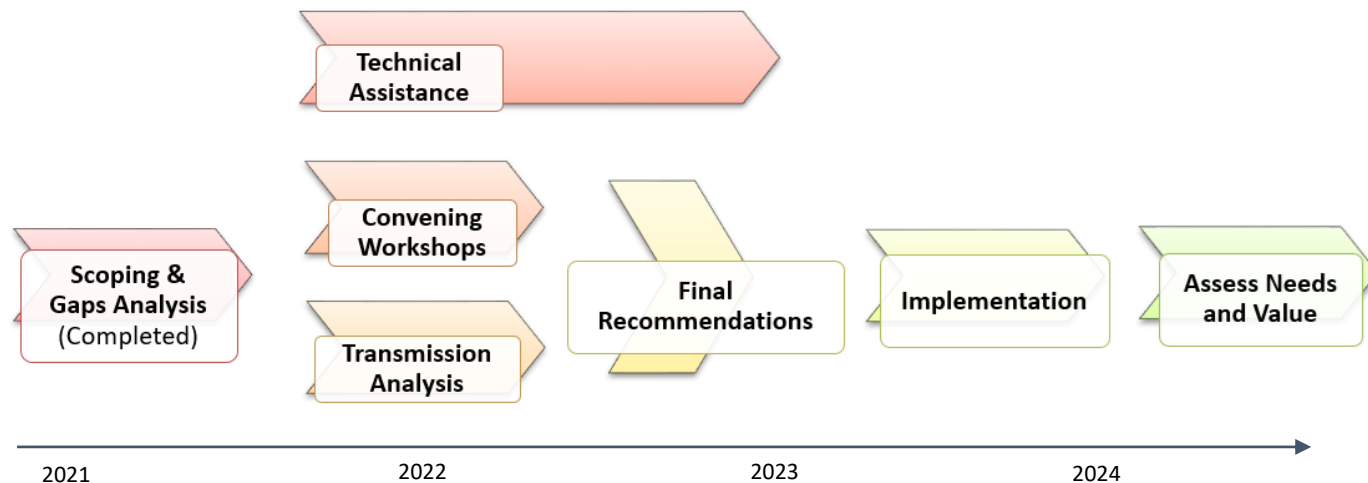 Technical
Assistance
Convening
Workshops
Scoping &
Gaps Analysis
(Completed)
Transmission
Analysis
Final
Recommendations
Implementation
Assess Needs
and Value
2021
2022
2023
2024